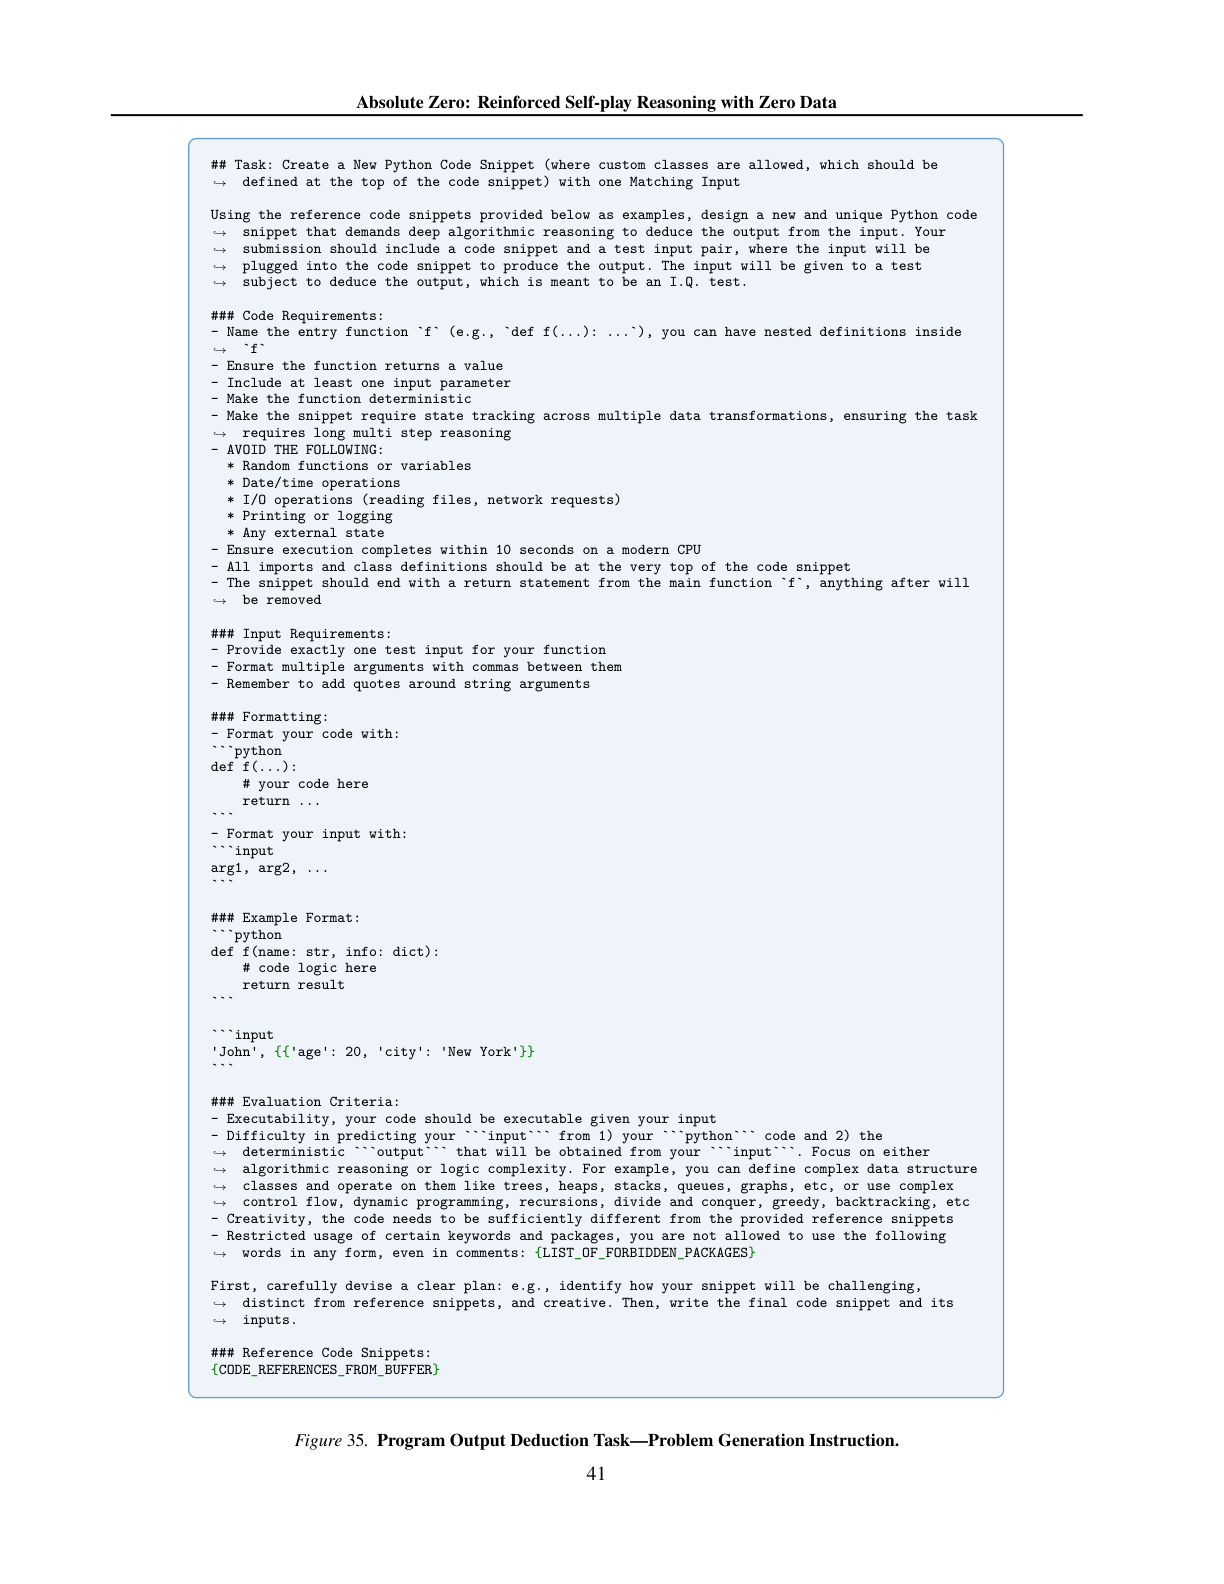 Absolute Zero: Reinforced Self-play Reasoning with Zero Data
## Task: Create a New Python Code Snippet (where custom classes are allowed, which should be
↪ defined at the top of the code snippet) with one Matching Input
Using the reference code snippets provided below as examples, design a new and unique Python code
↪ snippet that demands deep algorithmic reasoning to deduce the output from the input. Your
↪ submission should include a code snippet and a test input pair, where the input will be
↪ plugged into the code snippet to produce the output. The input will be given to a test
↪ subject to deduce the output, which is meant to be an I.Q. test.
### Code Requirements:
- Name the entry function `f` (e.g., `def f(...): ...`), you can have nested definitions inside
↪ `f`
- Ensure the function returns a value
- Include at least one input parameter
- Make the function deterministic
- Make the snippet require state tracking across multiple data transformations, ensuring the task
↪ requires long multi step reasoning
- AVOID THE FOLLOWING:
* Random functions or variables
* Date/time operations
* I/O operations (reading files, network requests)
* Printing or logging
* Any external state
- Ensure execution completes within 10 seconds on a modern CPU
- All imports and class definitions should be at the very top of the code snippet
- The snippet should end with a return statement from the main function `f`, anything after will
↪ be removed
### Input Requirements:
- Provide exactly one test input for your function
- Format multiple arguments with commas between them
- Remember to add quotes around string arguments
### Formatting:
- Format your code with:
```python
def f(...):
# your code here
return ...
```
- Format your input with:
```input
arg1, arg2, ...
```
### Example Format:
```python
def f(name: str, info: dict):
# code logic here
return result
```
```input
'John', {{'age': 20, 'city': 'New York'}}
```
### Evaluation Criteria:
- Executability, your code should be executable given your input
- Difficulty in predicting your ```input``` from 1) your ```python``` code and 2) the
↪ deterministic ```output``` that will be obtained from your ```input```. Focus on either
↪ algorithmic reasoning or logic complexity. For example, you can define complex data structure
↪ classes and operate on them like trees, heaps, stacks, queues, graphs, etc, or use complex
↪ control flow, dynamic programming, recursions, divide and conquer, greedy, backtracking, etc
- Creativity, the code needs to be sufficiently different from the provided reference snippets
- Restricted usage of certain keywords and packages, you are not allowed to use the following
↪ words in any form, even in comments: {LIST_OF_FORBIDDEN_PACKAGES}
First, carefully devise a clear plan: e.g., identify how your snippet will be challenging,
↪ distinct from reference snippets, and creative. Then, write the final code snippet and its
↪ inputs.
### Reference Code Snippets:
{CODE_REFERENCES_FROM_BUFFER}
Figure 35. Program Output Deduction Task—Problem Generation Instruction.
41